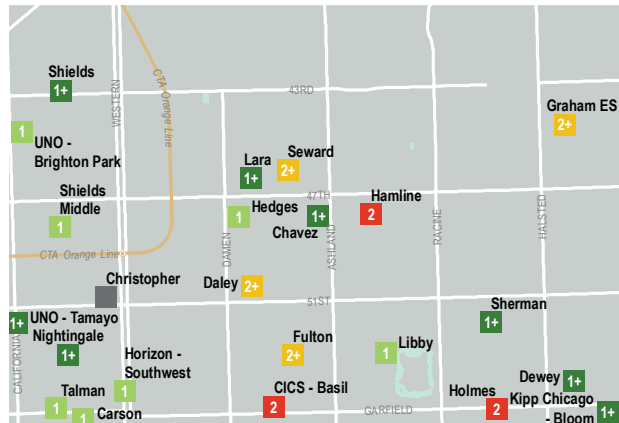 Shields
1+
WESTERN
CTA Orange Line
43RD
Graham ES
2+
1
UNO -
Brighton Park
Lara
1+
Seward
2+
Shields
Middle
1
47TH
Hedges
1
1+
Chavez
Hamline
2
DAMEN
ASHLAND
RACINE
HALSTED
CTA Orange Line
Christopher
Daley
2+
51ST
Sherman
1+
1+
UNO - Tamayo
Nightingale
1+
CALIFORNIA
Fulton
2+
Libby
1
Horizon -
Southwest
1
Talman
1
Carson
1
CICS - Basil
2
GARFIELD
Holmes
2
Dewey
1+
Kipp Chicago
- Bloom
1+